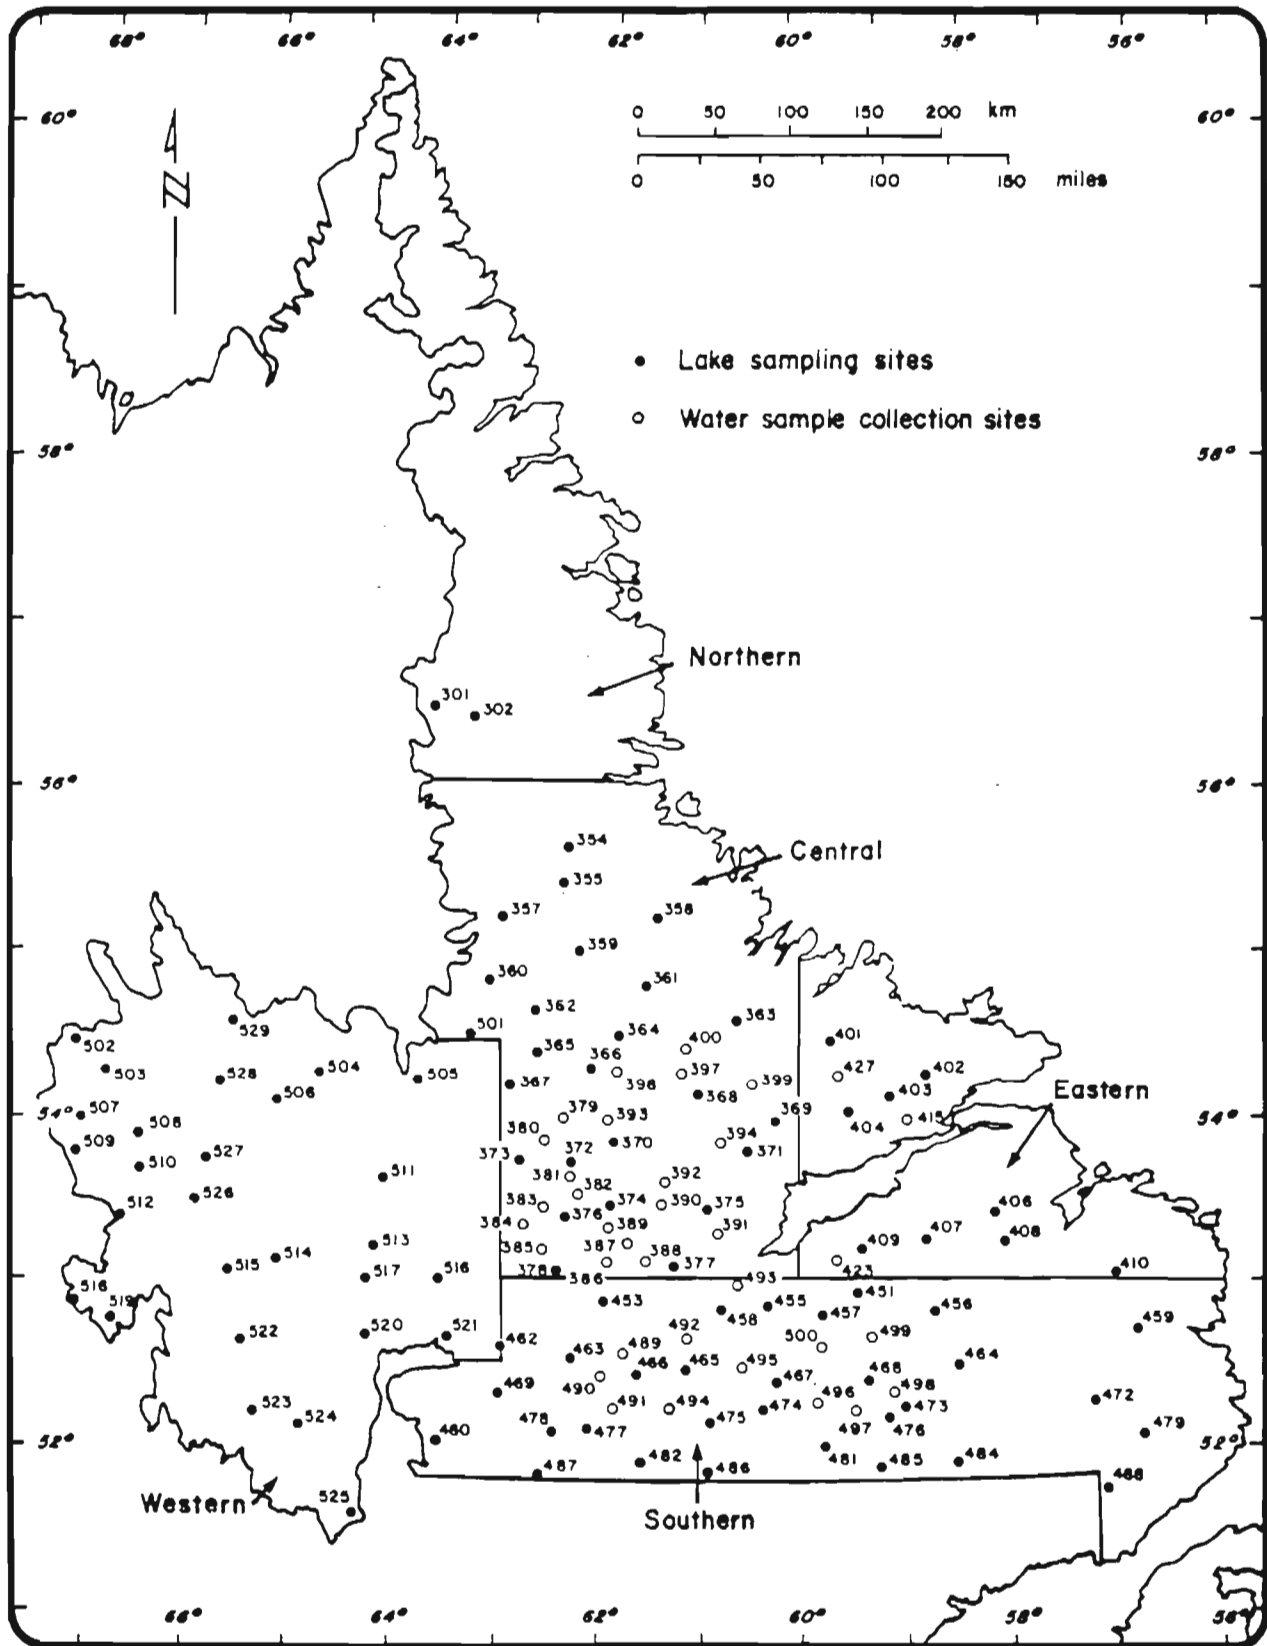 68° 66° 64° 62° 60° 58° 56°
60° 60°
0 50 100 150 200 km
0 50 100 150 miles
N
Lake sampling sites
Water sample collection sites
58° 58°
Northern
301
302
56° 56°
354
Central
355
357 358
359
360 361
362 363
501 364 400 401
529
502 365 366 397 427 402
503 528 504 505 367 398 399 403
506 368
507 379 393 369 404 415
54° 54°
Eastern
508 380 370 394
509 510 527 373 372 371
511 381 392
526 382
512 383 374 390 375 406
384 376 389 391
513 385 387 388 409 407 408
514 377
515 517 516 378 386 423 410
493
516 451
519 453 455 456
458 457 459
522 520 521 462 492 500 499
463 489
466 465 495 468 464
469 490 467 498
523 491 494 496 473 472
524 478 477 475 474 497 476 479
460
52° 52°
482 481 485 484
487 486 488
Western 525
Southern
66° 64° 62° 60° 58° 56°